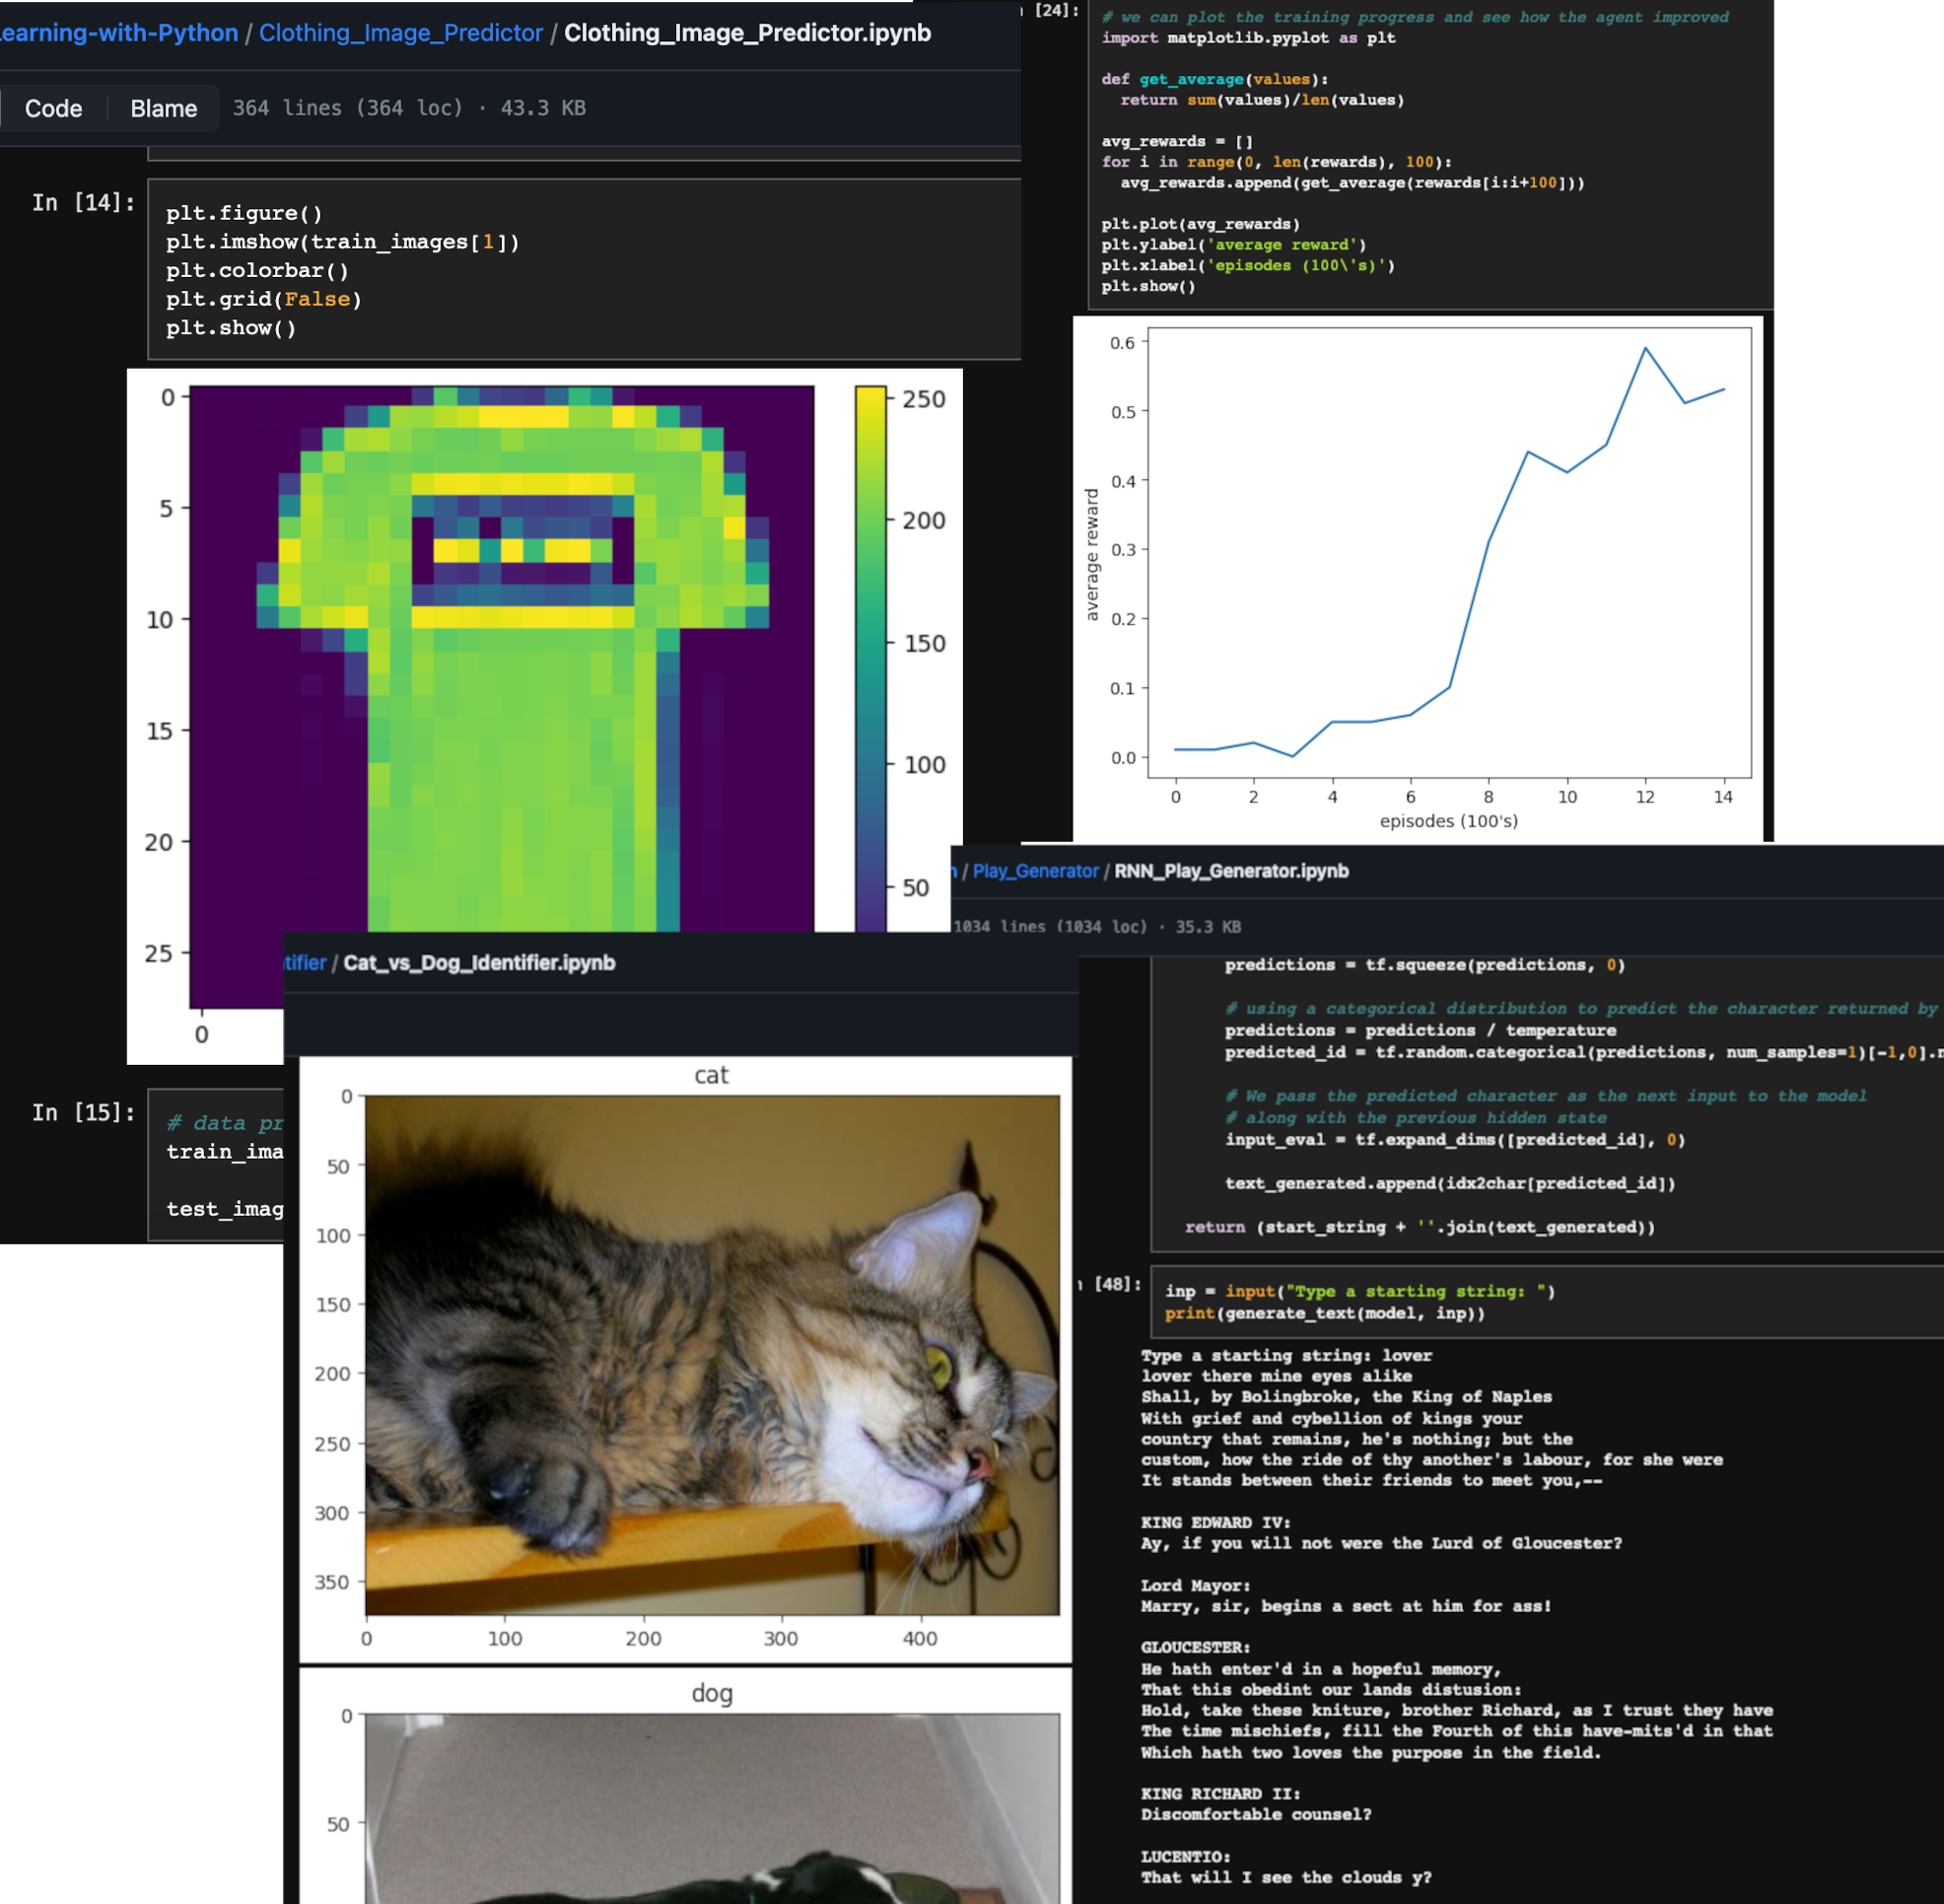 earning-with-Python / Clothing_Image_Predictor / Clothing_Image_Predictor.ipynb
Code Blame 364 lines (364 loc) · 43.3 KB
In [14]:
plt.figure()
plt.imshow(train_images[1])
plt.colorbar()
plt.grid(False)
plt.show()
0
5
10
15
20
25
0
250
200
150
100
50
In [15]:
# data pr
train_ima
test_imag
[24]:
# we can plot the training progress and see how the agent improved
import matplotlib.pyplot as plt
def get_average(values):
return sum(values)/len(values)
avg_rewards = []
for i in range(0, len(rewards), 100):
avg_rewards.append(get_average(rewards[i:i+100]))
plt.plot(avg_rewards)
plt.ylabel('average reward')
plt.xlabel('episodes (100\'s)')
plt.show()
0.6
0.5
0.4
0.3
0.2
0.1
0.0
average reward
0 2 4 6 8 10 12 14
episodes (100's)
tifier / Cat_vs_Dog_Identifier.ipynb
cat
0
50
100
150
200
250
300
350
0 100 200 300 400
dog
0
50
/ Play_Generator / RNN_Play_Generator.ipynb
1034 lines (1034 loc) · 35.3 KB
predictions = tf.squeeze(predictions, 0)
# using a categorical distribution to predict the character returned by
predictions = predictions / temperature
predicted_id = tf.random.categorical(predictions, num_samples=1)[-1,0].n
# We pass the predicted character as the next input to the model
# along with the previous hidden state
input_eval = tf.expand_dims([predicted_id], 0)
text_generated.append(idx2char[predicted_id])
return (start_string + ''.join(text_generated))
[48]:
inp = input("Type a starting string: ")
print(generate_text(model, inp))
Type a starting string: lover
lover there mine eyes alike
Shall, by Bolingbroke, the King of Naples
With grief and cybellion of kings your
country that remains, he's nothing; but the
custom, how the ride of thy another's labour, for she were
It stands between their friends to meet you,--
KING EDWARD IV:
Ay, if you will not were the Lurd of Gloucester?
Lord Mayor:
Marry, sir, begins a sect at him for ass!
GLOUCESTER:
He hath enter'd in a hopeful memory,
That this obedint our lands distusion:
Hold, take these kniture, brother Richard, as I trust they have
The time mischiefs, fill the Fourth of this have-mits'd in that
Which hath two loves the purpose in the field.
KING RICHARD II:
Discomfortable counsel?
LUCENTIO:
That will I see the clouds y?